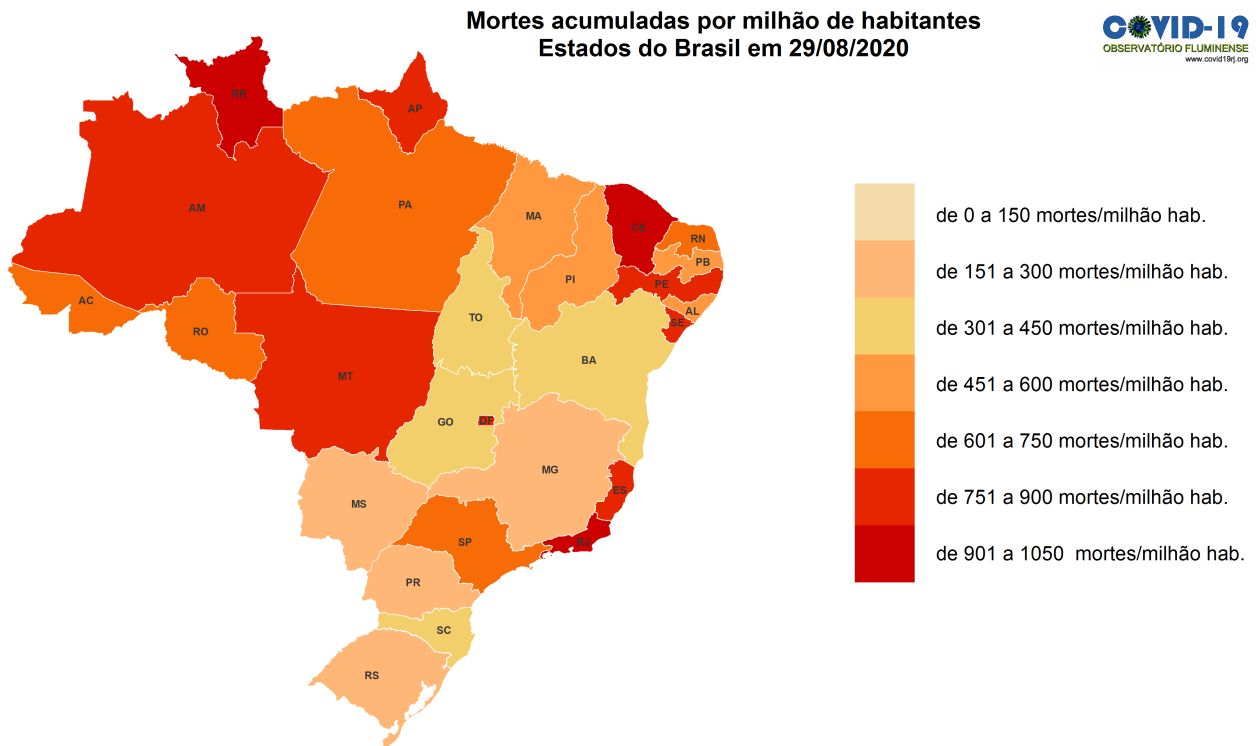 Mortes acumuladas por milhão de habitantes
Estados do Brasil em 29/08/2020
COVID-19
OBSERVATÓRIO FLUMINENSE
www.covid19rj.org
RR
AP
AM
PA
MA
CE
RN
PB
PI
PE
AC
AL
TO
SE
RO
BA
MT
GO
DF
MG
ES
MS
SP
RJ
PR
SC
RS
de 0 a 150 mortes/milhão hab.
de 151 a 300 mortes/milhão hab.
de 301 a 450 mortes/milhão hab.
de 451 a 600 mortes/milhão hab.
de 601 a 750 mortes/milhão hab.
de 751 a 900 mortes/milhão hab.
de 901 a 1050 mortes/milhão hab.